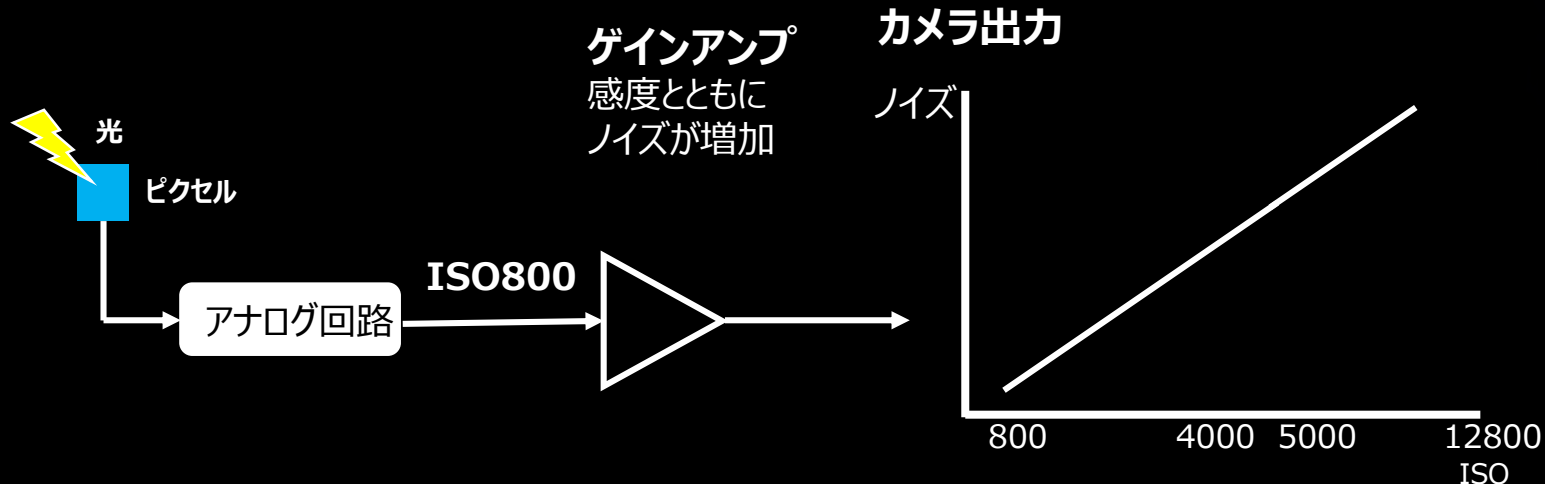 光
ピクセル
アナログ回路
ISO800
ゲインアンプ
感度とともに
ノイズが増加
カメラ出力
ノイズ
800 4000 5000 12800
ISO